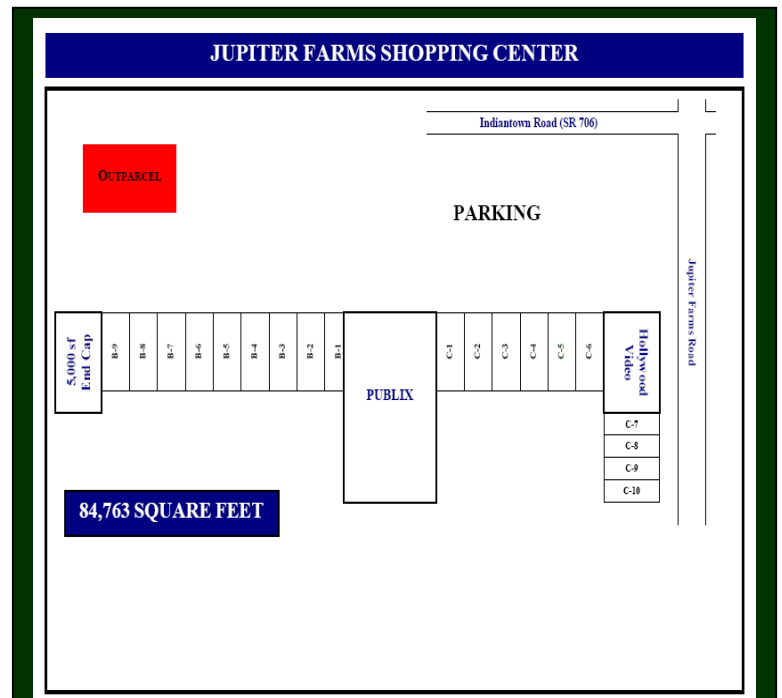 JUPITER FARMS SHOPPING CENTER
Indiantown Road (SR 706)
OUTPARCEL
PARKING
Jupiter Farms Road
5,000 sf
End Cap
B-9
B-8
B-7
B-6
B-5
B-4
B-3
B-2
B-1
PUBLIX
C-1
C-2
C-3
C-4
C-5
C-6
Hollywood
Video
C-7
C-8
C-9
C-10
84,763 SQUARE FEET